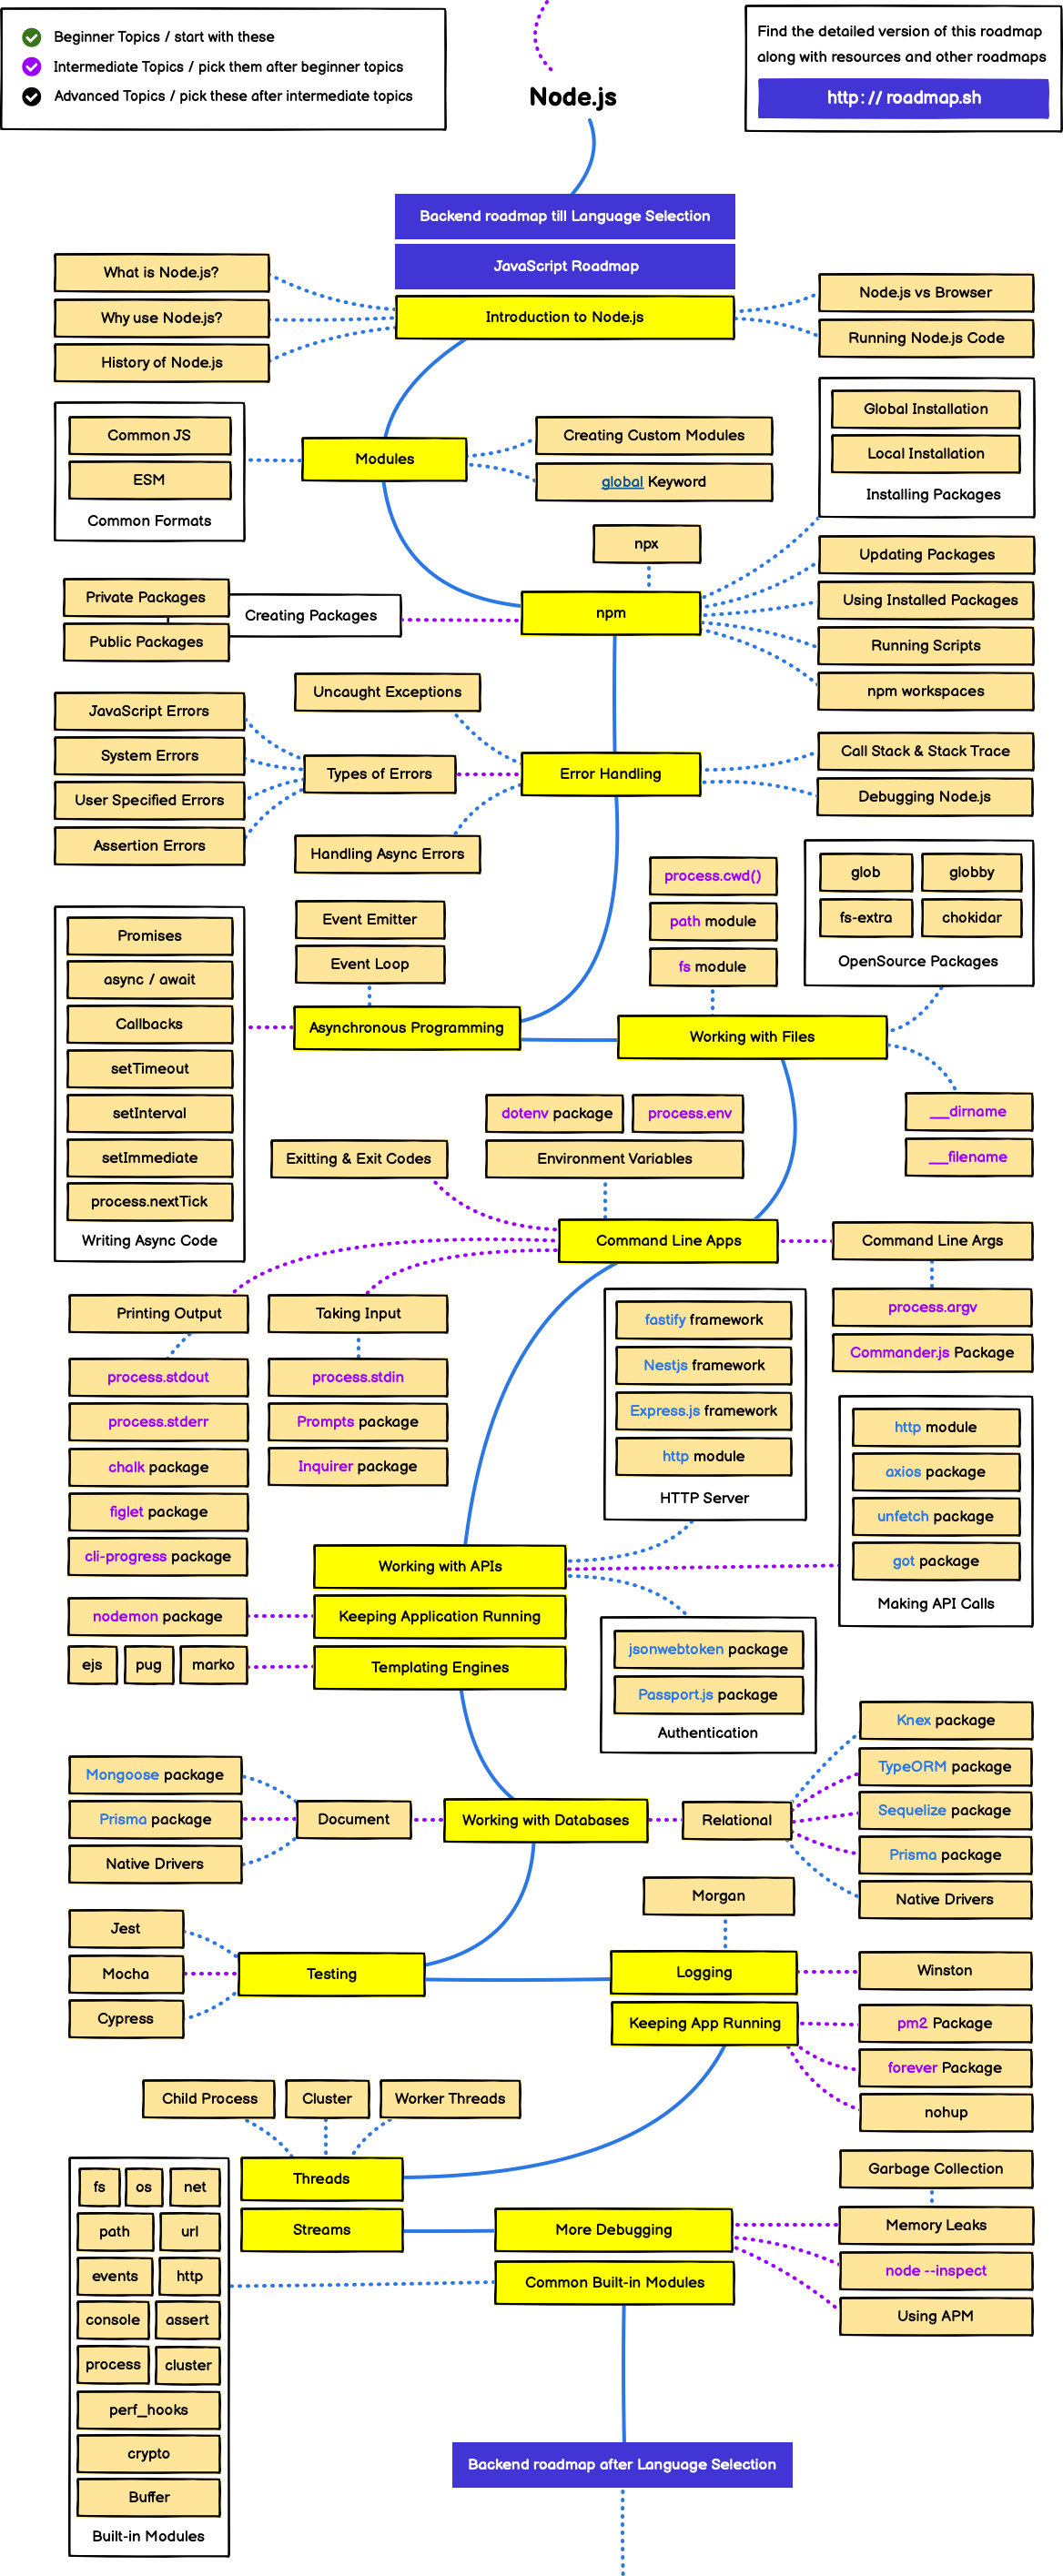 Beginner Topics / start with these
Intermediate Topics / pick them after beginner topics
Advanced Topics / pick these after intermediate topics
Find the detailed version of this roadmap
along with resources and other roadmaps
http://roadmap.sh
Node.js
Backend roadmap till Language Selection
JavaScript Roadmap
Introduction to Node.js
What is Node.js?
Why use Node.js?
History of Node.js
Node.js vs Browser
Running Node.js Code
Modules
Common JS
ESM
Common Formats
Creating Custom Modules
global Keyword
Global Installation
Local Installation
Installing Packages
npx
npm
Updating Packages
Using Installed Packages
Running Scripts
npm workspaces
Private Packages
Public Packages
Creating Packages
Uncaught Exceptions
JavaScript Errors
System Errors
User Specified Errors
Assertion Errors
Types of Errors
Error Handling
Handling Async Errors
Call Stack & Stack Trace
Debugging Node.js
Event Emitter
Event Loop
Asynchronous Programming
Promises
async / await
Callbacks
setTimeout
setInterval
setImmediate
process.nextTick
Writing Async Code
process.cwd()
path module
fs module
Working with Files
glob
globby
fs-extra
chokidar
OpenSource Packages
__dirname
__filename
dotenv package
process.env
Environment Variables
Exitting & Exit Codes
Command Line Apps
Command Line Args
process.argv
Commander.js Package
Printing Output
process.stdout
process.stderr
chalk package
figlet package
cli-progress package
Taking Input
process.stdin
Prompts package
Inquirer package
fastify framework
Nestjs framework
Express.js framework
http module
HTTP Server
http module
axios package
unfetch package
got package
Making API Calls
Working with APIs
Keeping Application Running
Templating Engines
nodemon package
ejs
pug
marko
jsonwebtoken package
Passport.js package
Authentication
Working with Databases
Document
Mongoose package
Prisma package
Native Drivers
Relational
Knex package
TypeORM package
Sequelize package
Prisma package
Native Drivers
Jest
Mocha
Cypress
Testing
Morgan
Logging
Winston
Keeping App Running
pm2 Package
forever Package
nohup
Child Process
Cluster
Worker Threads
Threads
Streams
More Debugging
Common Built-in Modules
Garbage Collection
Memory Leaks
node --inspect
Using APM
fs
os
net
path
url
events
http
console
assert
process
cluster
perf_hooks
crypto
Buffer
Built-in Modules
Backend roadmap after Language Selection